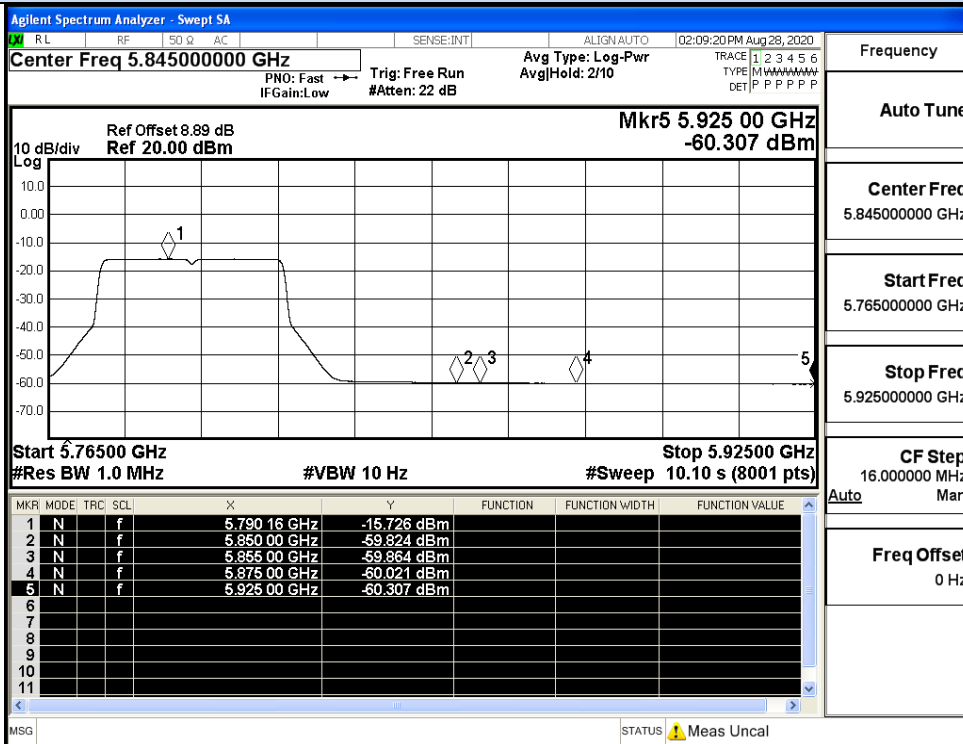 Agilent Spectrum Analyzer - Swept SA
LXI RL RF 50 Ω AC SENSE:INT ALIGNAUTO 02:09:20 PM Aug 28, 2020
Center Freq 5.845000000 GHz
PNO: Fast
IFGain:Low
Trig: Free Run
#Atten: 22 dB
Avg Type: Log-Pwr
Avg|Hold: 2/10
TRACE 1 2 3 4 5 6
TYPE M W W W W W
DET P P P P P P
Ref Offset 8.89 dB
10 dB/div Ref 20.00 dBm
Log
Mkr5 5.925 00 GHz
-60.307 dBm
10.0
0.00
-10.0
-20.0
-30.0
-40.0
-50.0
-60.0
-70.0
1
2
3
4
5
Start 5.76500 GHz Stop 5.92500 GHz
#Res BW 1.0 MHz #VBW 10 Hz #Sweep 10.10 s (8001 pts)
MKR MODE TRC SCL X Y FUNCTION FUNCTION WIDTH FUNCTION VALUE
1 N f 5.790 16 GHz -15.726 dBm
2 N f 5.850 00 GHz -59.824 dBm
3 N f 5.855 00 GHz -59.864 dBm
4 N f 5.875 00 GHz -60.021 dBm
5 N f 5.925 00 GHz -60.307 dBm
6
7
8
9
10
11
MSG STATUS Meas Uncal
Frequency
Auto Tune
Center Freq
5.845000000 GHz
Start Freq
5.765000000 GHz
Stop Freq
5.925000000 GHz
CF Step
16.000000 MHz
Auto Man
Freq Offset
0 Hz